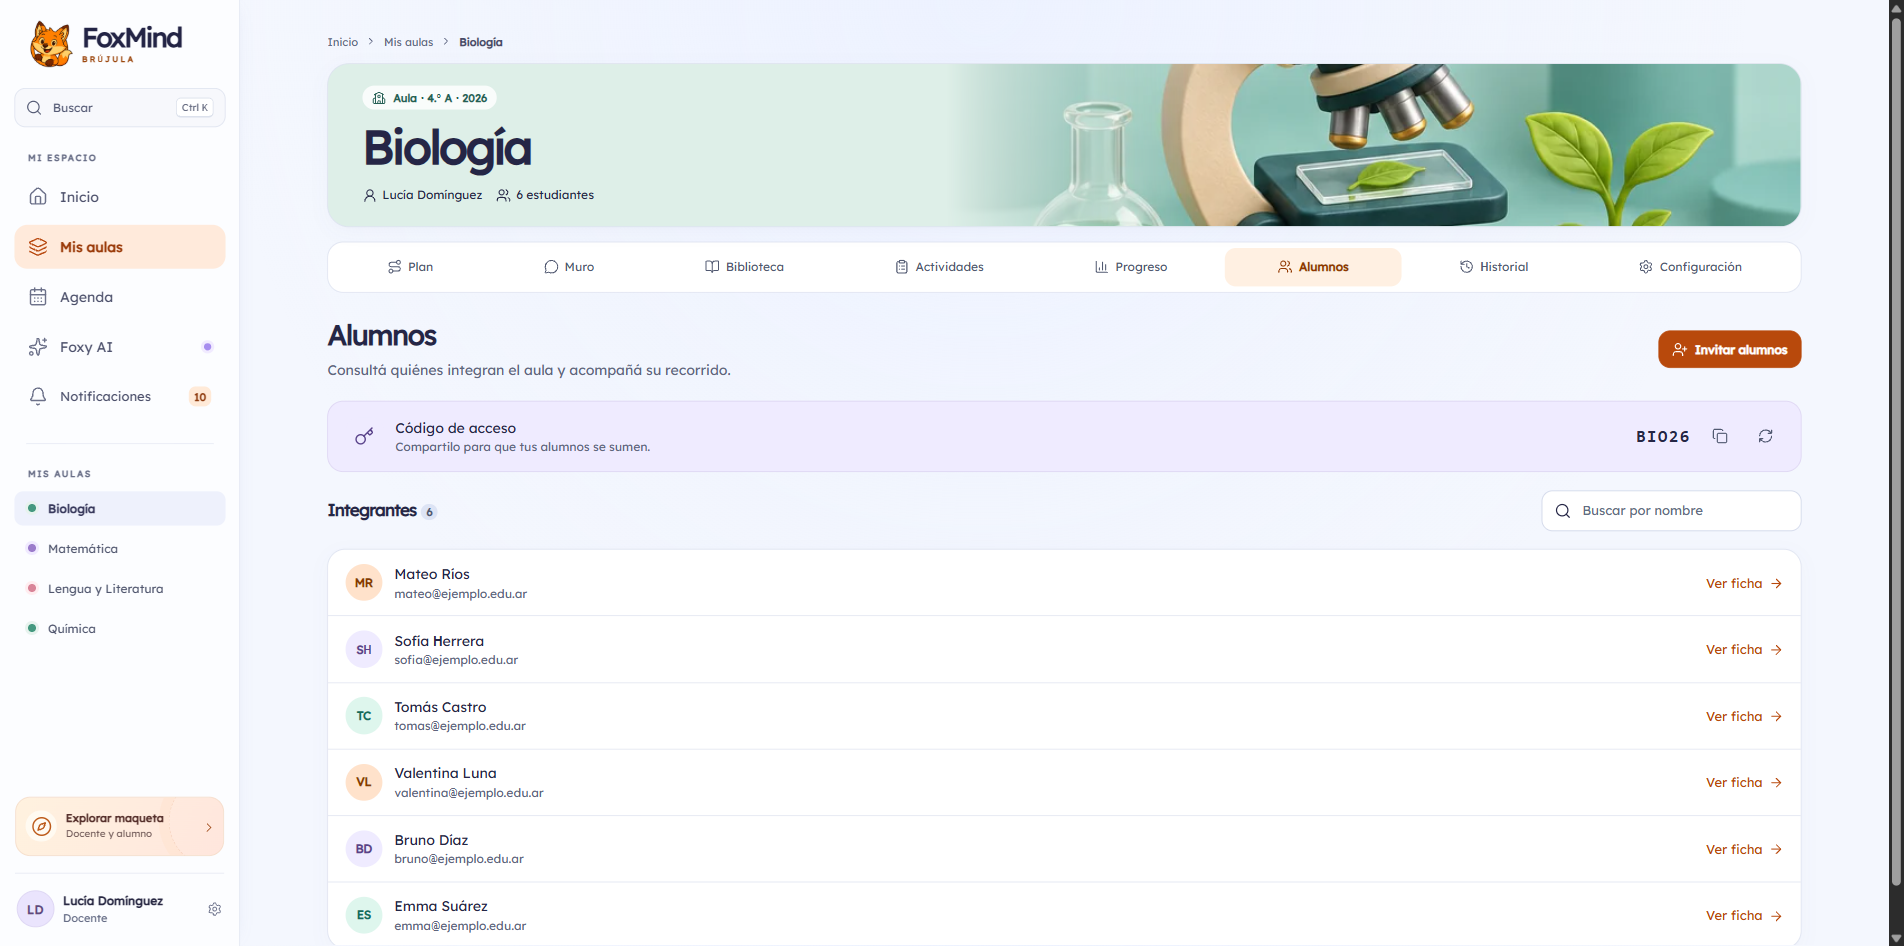 FoxMind
BRÚJULA
Buscar
Ctrl K
MI ESPACIO
Inicio
Mis aulas
Agenda
Foxy AI
Notificaciones
10
MIS AULAS
Biología
Matemática
Lengua y Literatura
Química
Explorar maqueta
Docente y alumno
LD
Lucía Domínguez
Docente
Inicio
Mis aulas
Biología
Aula · 4.º A · 2026
Biología
Lucía Domínguez
6 estudiantes
Plan
Muro
Biblioteca
Actividades
Progreso
Alumnos
Historial
Configuración
Alumnos
Consultá quiénes integran el aula y acompañá su recorrido.
Invitar alumnos
Código de acceso
Compartilo para que tus alumnos se sumen.
BIO26
Integrantes 6
Buscar por nombre
MR
Mateo Ríos
mateo@ejemplo.edu.ar
Ver ficha
SH
Sofía Herrera
sofia@ejemplo.edu.ar
Ver ficha
TC
Tomás Castro
tomas@ejemplo.edu.ar
Ver ficha
VL
Valentina Luna
valentina@ejemplo.edu.ar
Ver ficha
BD
Bruno Díaz
bruno@ejemplo.edu.ar
Ver ficha
ES
Emma Suárez
emma@ejemplo.edu.ar
Ver ficha